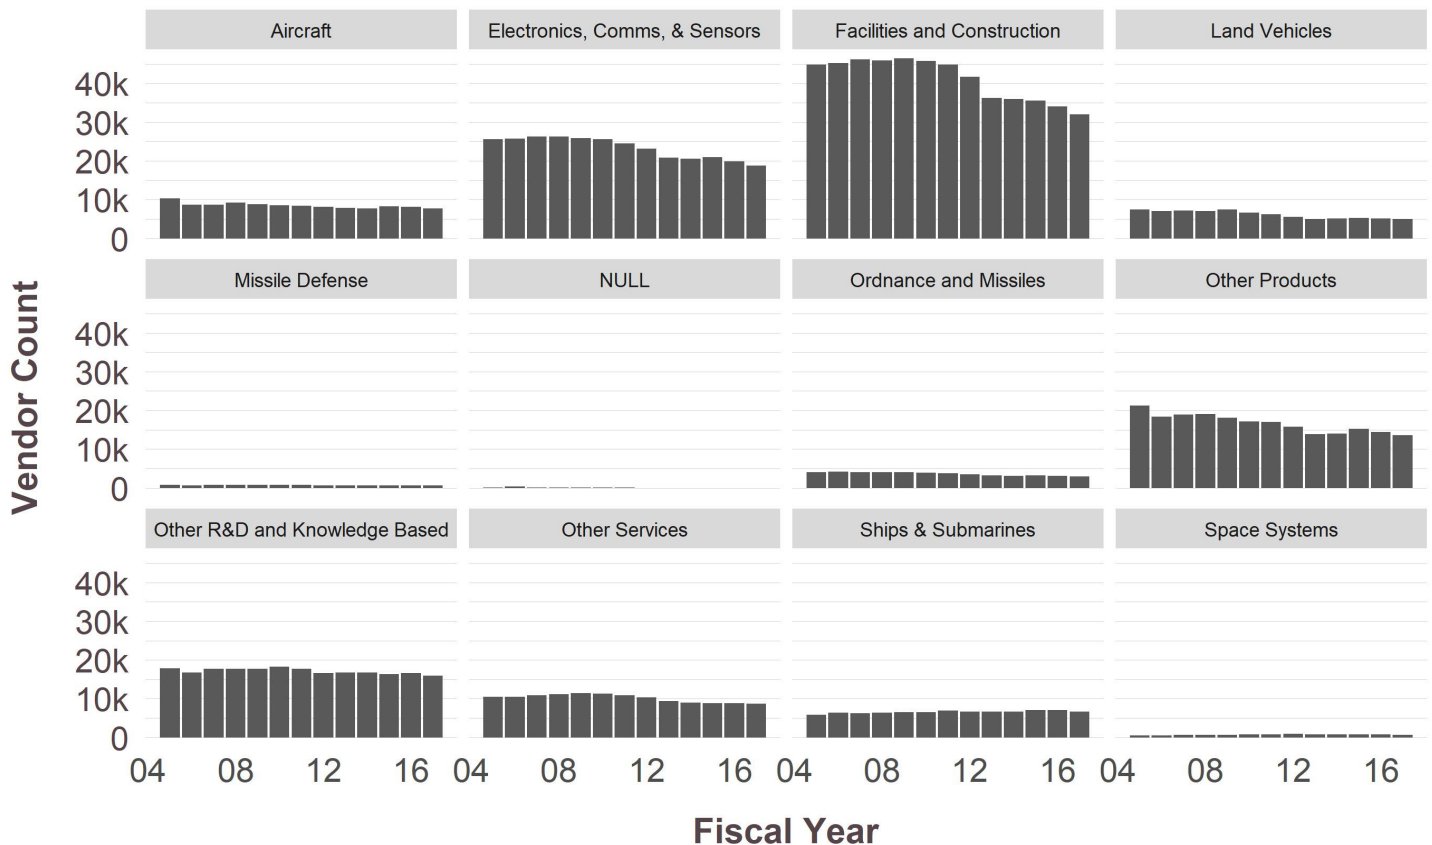 Aircraft
Electronics, Comms, & Sensors
Facilities and Construction
Land Vehicles
40k
30k
20k
10k
0
Missile Defense
NULL
Ordnance and Missiles
Other Products
40k
30k
20k
10k
0
Other R&D and Knowledge Based
Other Services
Ships & Submarines
Space Systems
40k
30k
20k
10k
0
04 08 12 16 04 08 12 16 04 08 12 16 04 08 12 16
Vendor Count
Fiscal Year